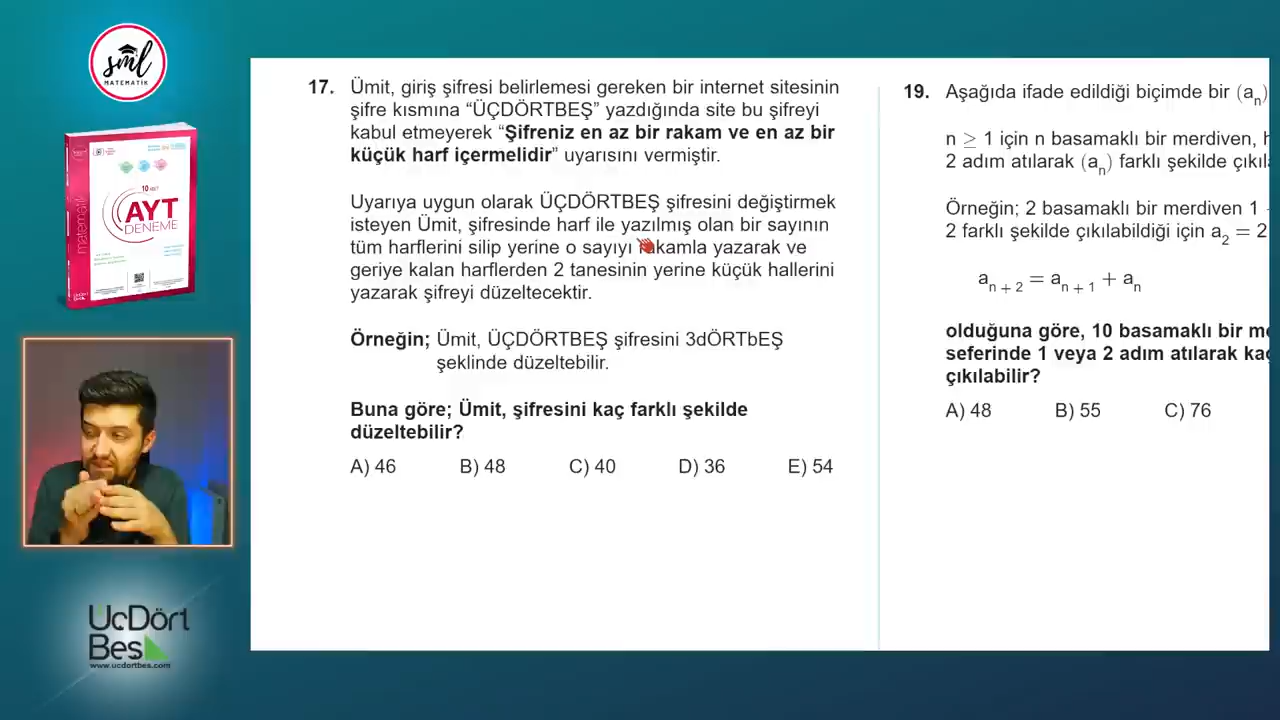 sml
MATEMATİK
10 ADET
AYT
DENEME
matematik
ÜçDört
Beş
www.ucdortbes.com
17. Ümit, giriş şifresi belirlemesi gereken bir internet sitesinin
şifre kısmına “ÜÇDÖRTBEŞ” yazdığında site bu şifreyi
kabul etmeyerek “Şifreniz en az bir rakam ve en az bir
küçük harf içermelidir” uyarısını vermiştir.
Uyarıya uygun olarak ÜÇDÖRTBEŞ şifresini değiştirmek
isteyen Ümit, şifresinde harf ile yazılmış olan bir sayının
tüm harflerini silip yerine o sayıyı rakamla yazarak ve
geriye kalan harflerden 2 tanesinin yerine küçük hallerini
yazarak şifreyi düzeltecektir.
Örneğin; Ümit, ÜÇDÖRTBEŞ şifresini 3dÖRTbEŞ
şeklinde düzeltebilir.
Buna göre; Ümit, şifresini kaç farklı şekilde
düzeltebilir?
A) 46 B) 48 C) 40 D) 36 E) 54
19. Aşağıda ifade edildiği biçimde bir (aₙ)
n ≥ 1 için n basamaklı bir merdiven, h
2 adım atılarak (aₙ) farklı şekilde çıkıl
Örneğin; 2 basamaklı bir merdiven 1 -
2 farklı şekilde çıkılabildiği için a₂ = 2
aₙ₊₂ = aₙ₊₁ + aₙ
olduğuna göre, 10 basamaklı bir me
seferinde 1 veya 2 adım atılarak kaç
çıkılabilir?
A) 48 B) 55 C) 76